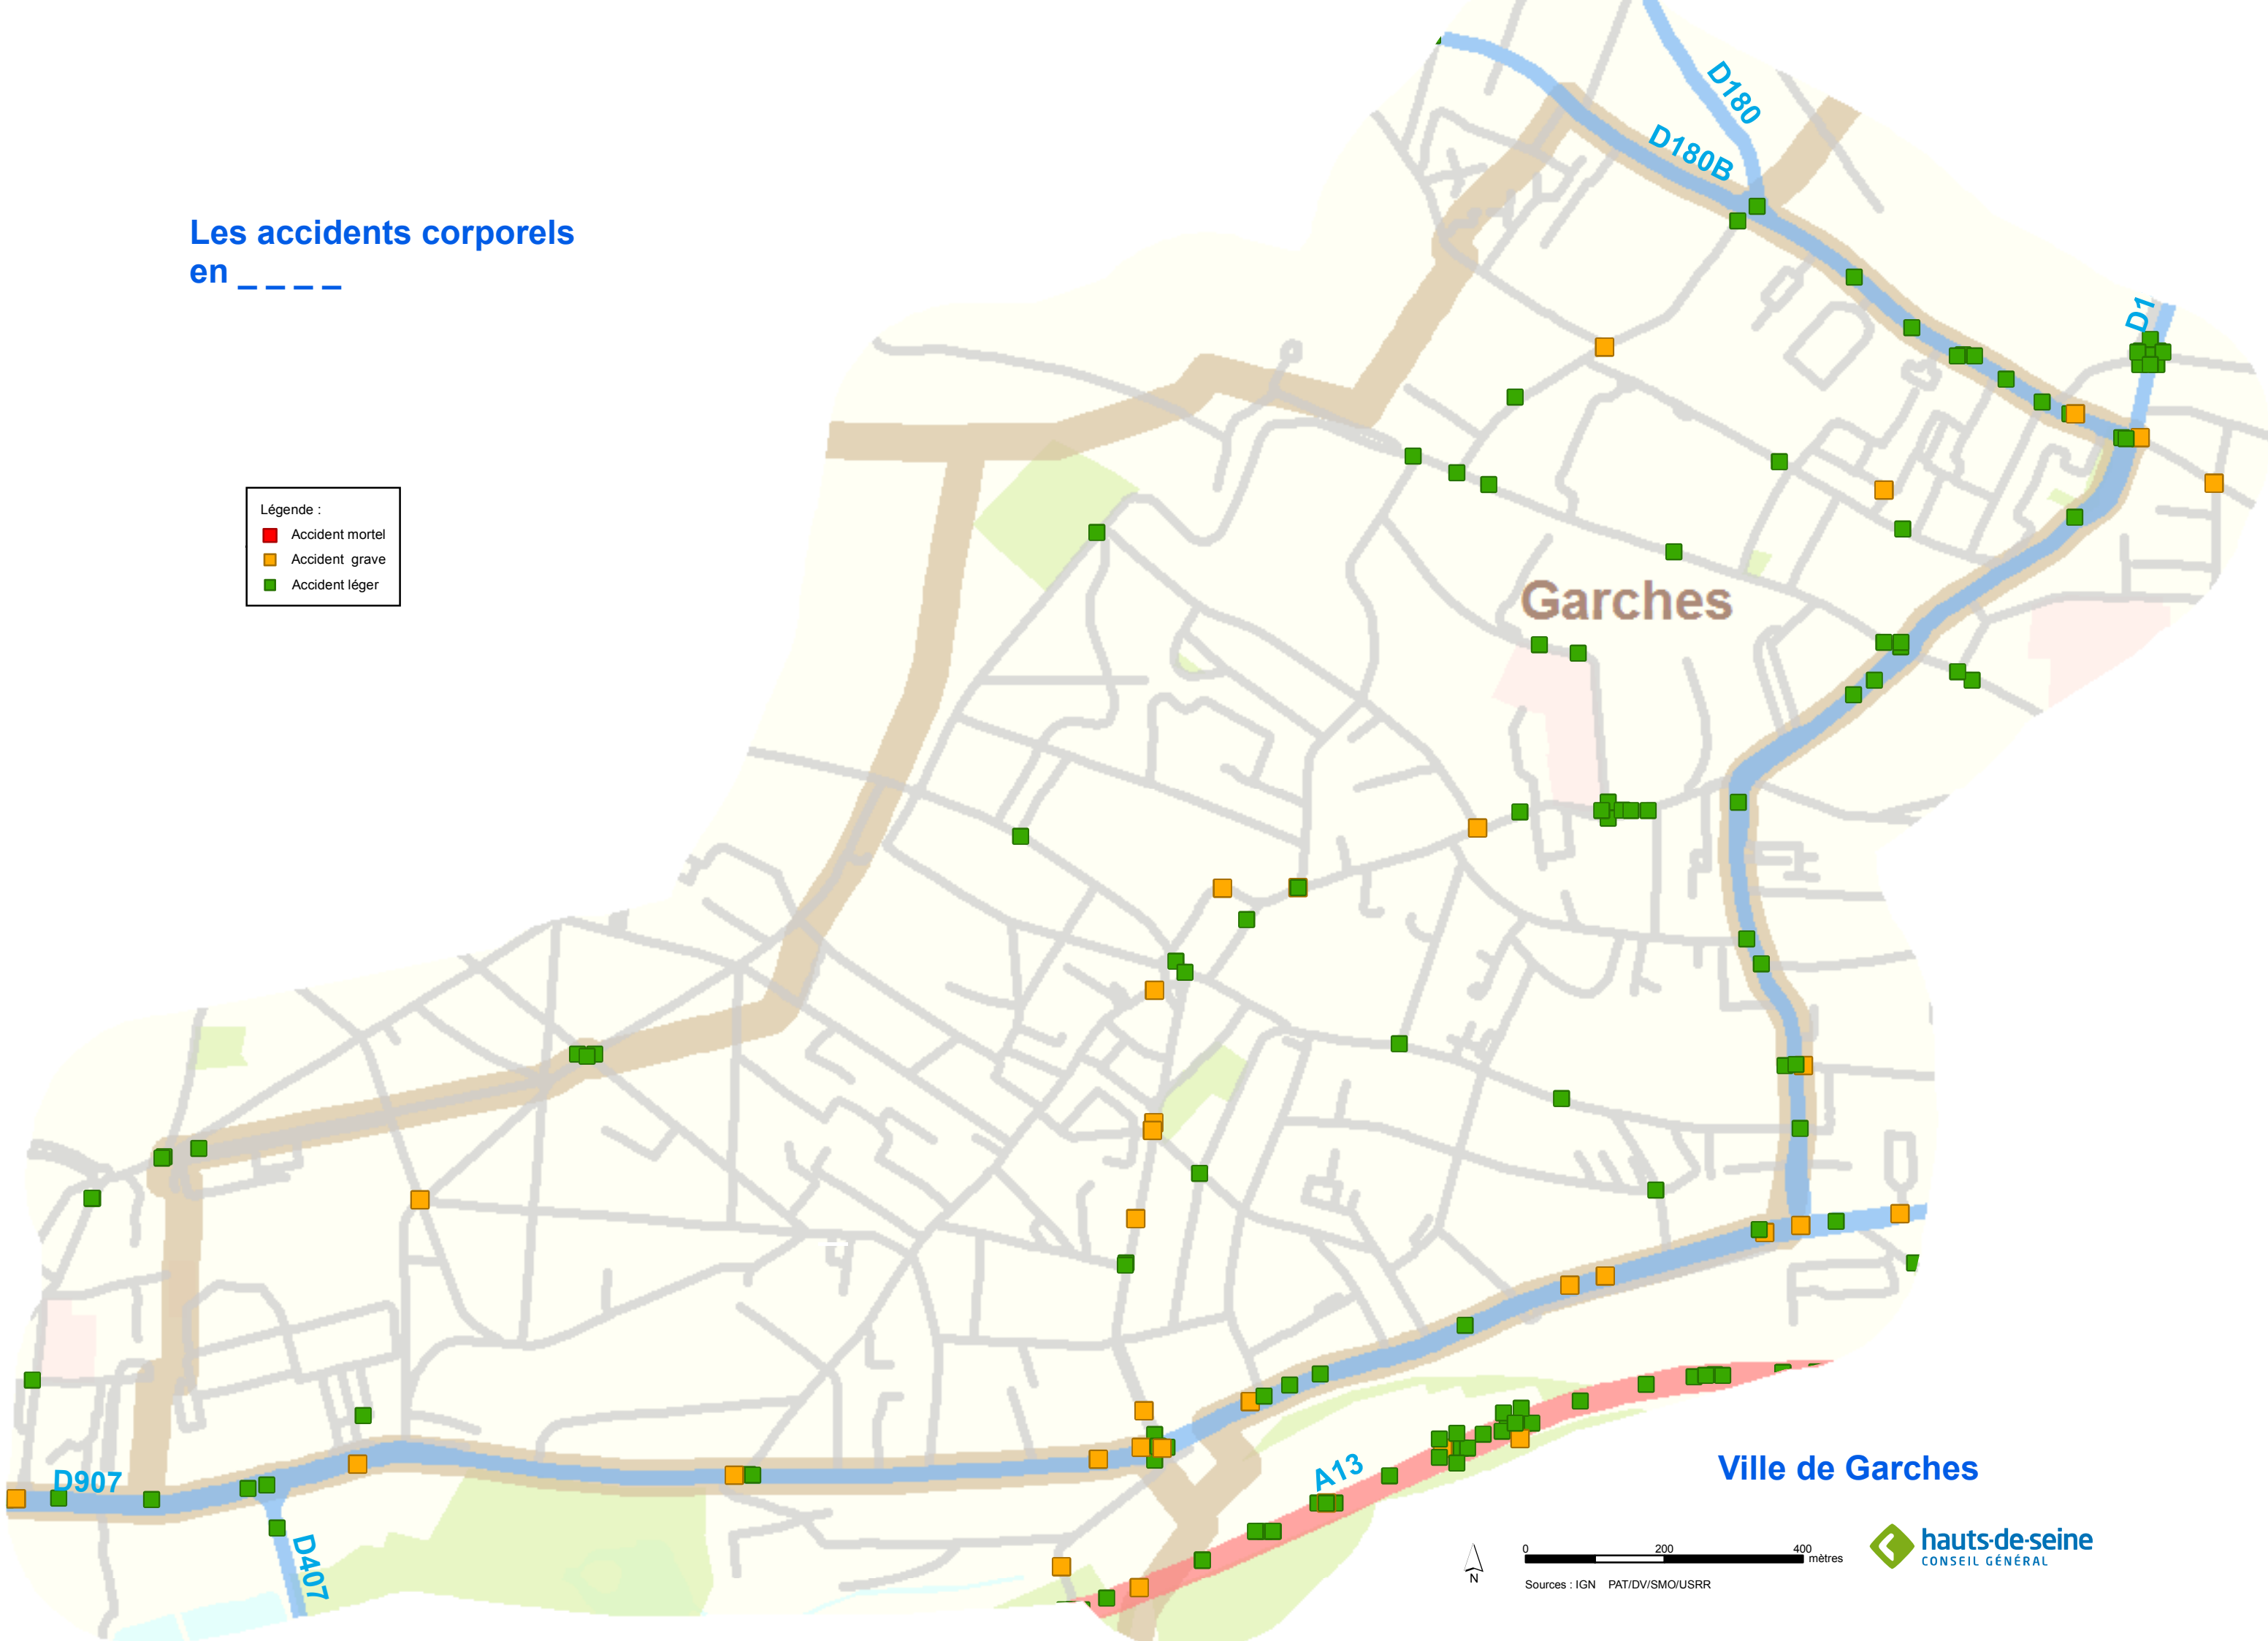 D180
D180B
Les accidents corporels
en _ _ _ _
D1
Légende :
Accident mortel
Accident grave
Accident léger
Garches
D907
A13
Ville de Garches
D407
N
0 200 400
mètres
Sources : IGN PAT/DV/SMO/USRR
hauts-de-seine
CONSEIL GÉNÉRAL